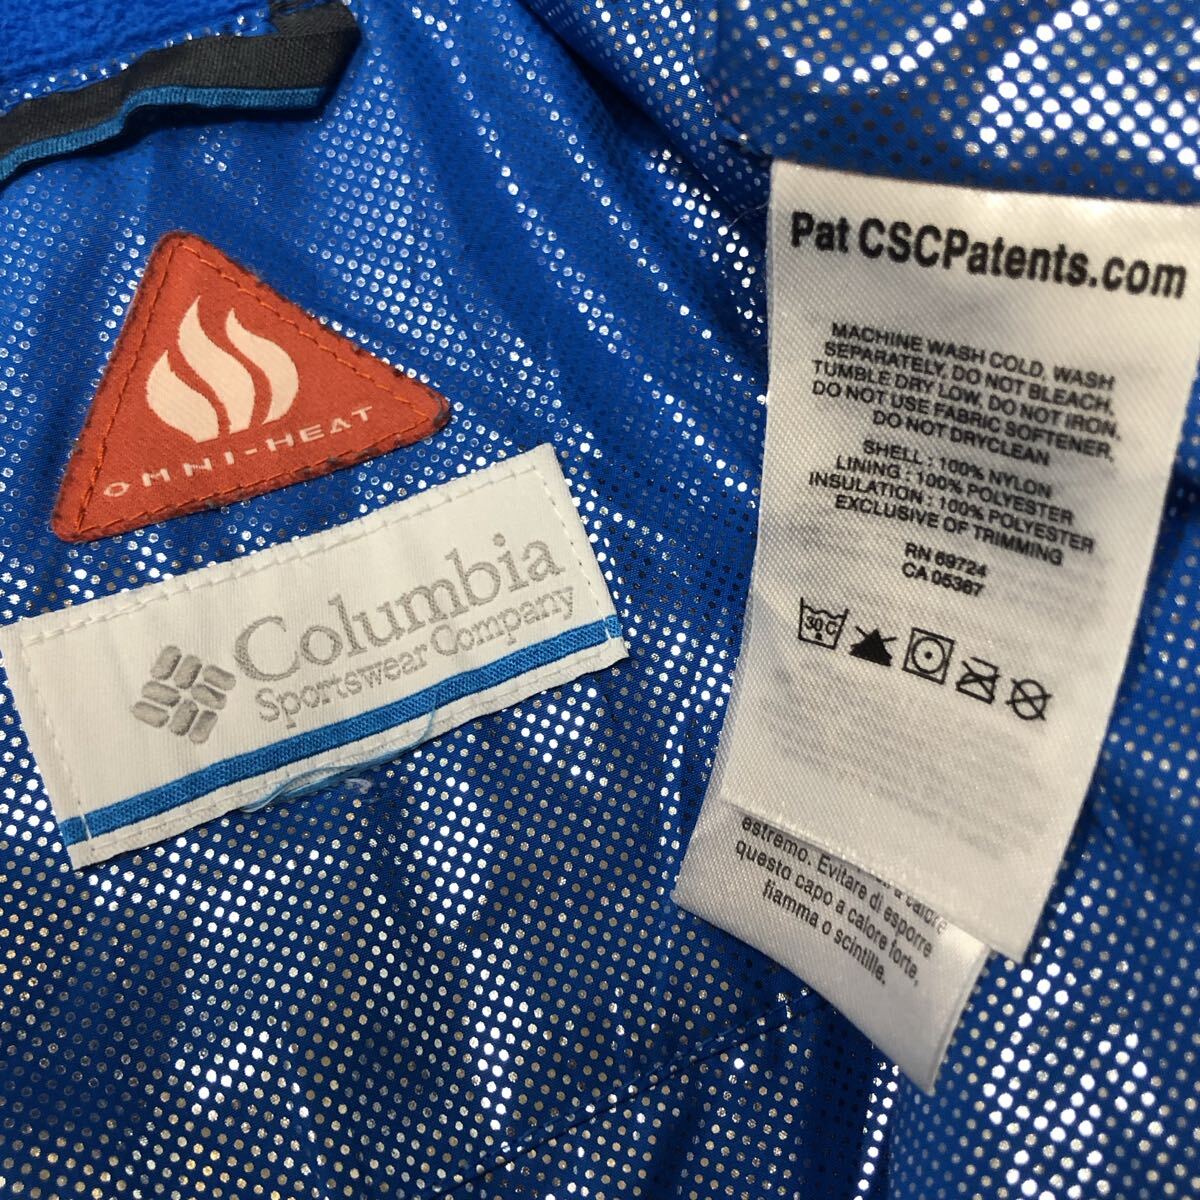 OMNI-HEAT
Columbia
Sportswear Company
Pat CSCPatents.com
MACHINE WASH COLD, WASH
SEPARATELY, DO NOT BLEACH,
TUMBLE DRY LOW, DO NOT IRON,
DO NOT USE FABRIC SOFTENER,
DO NOT DRYCLEAN
SHELL : 100% NYLON
LINING : 100% POLYESTER
INSULATION : 100% POLYESTER
EXCLUSIVE OF TRIMMING
RN 69724
CA 05367
30C
estremo. Evitare di esporre
questo capo a calore forte,
fiamma o scintille.